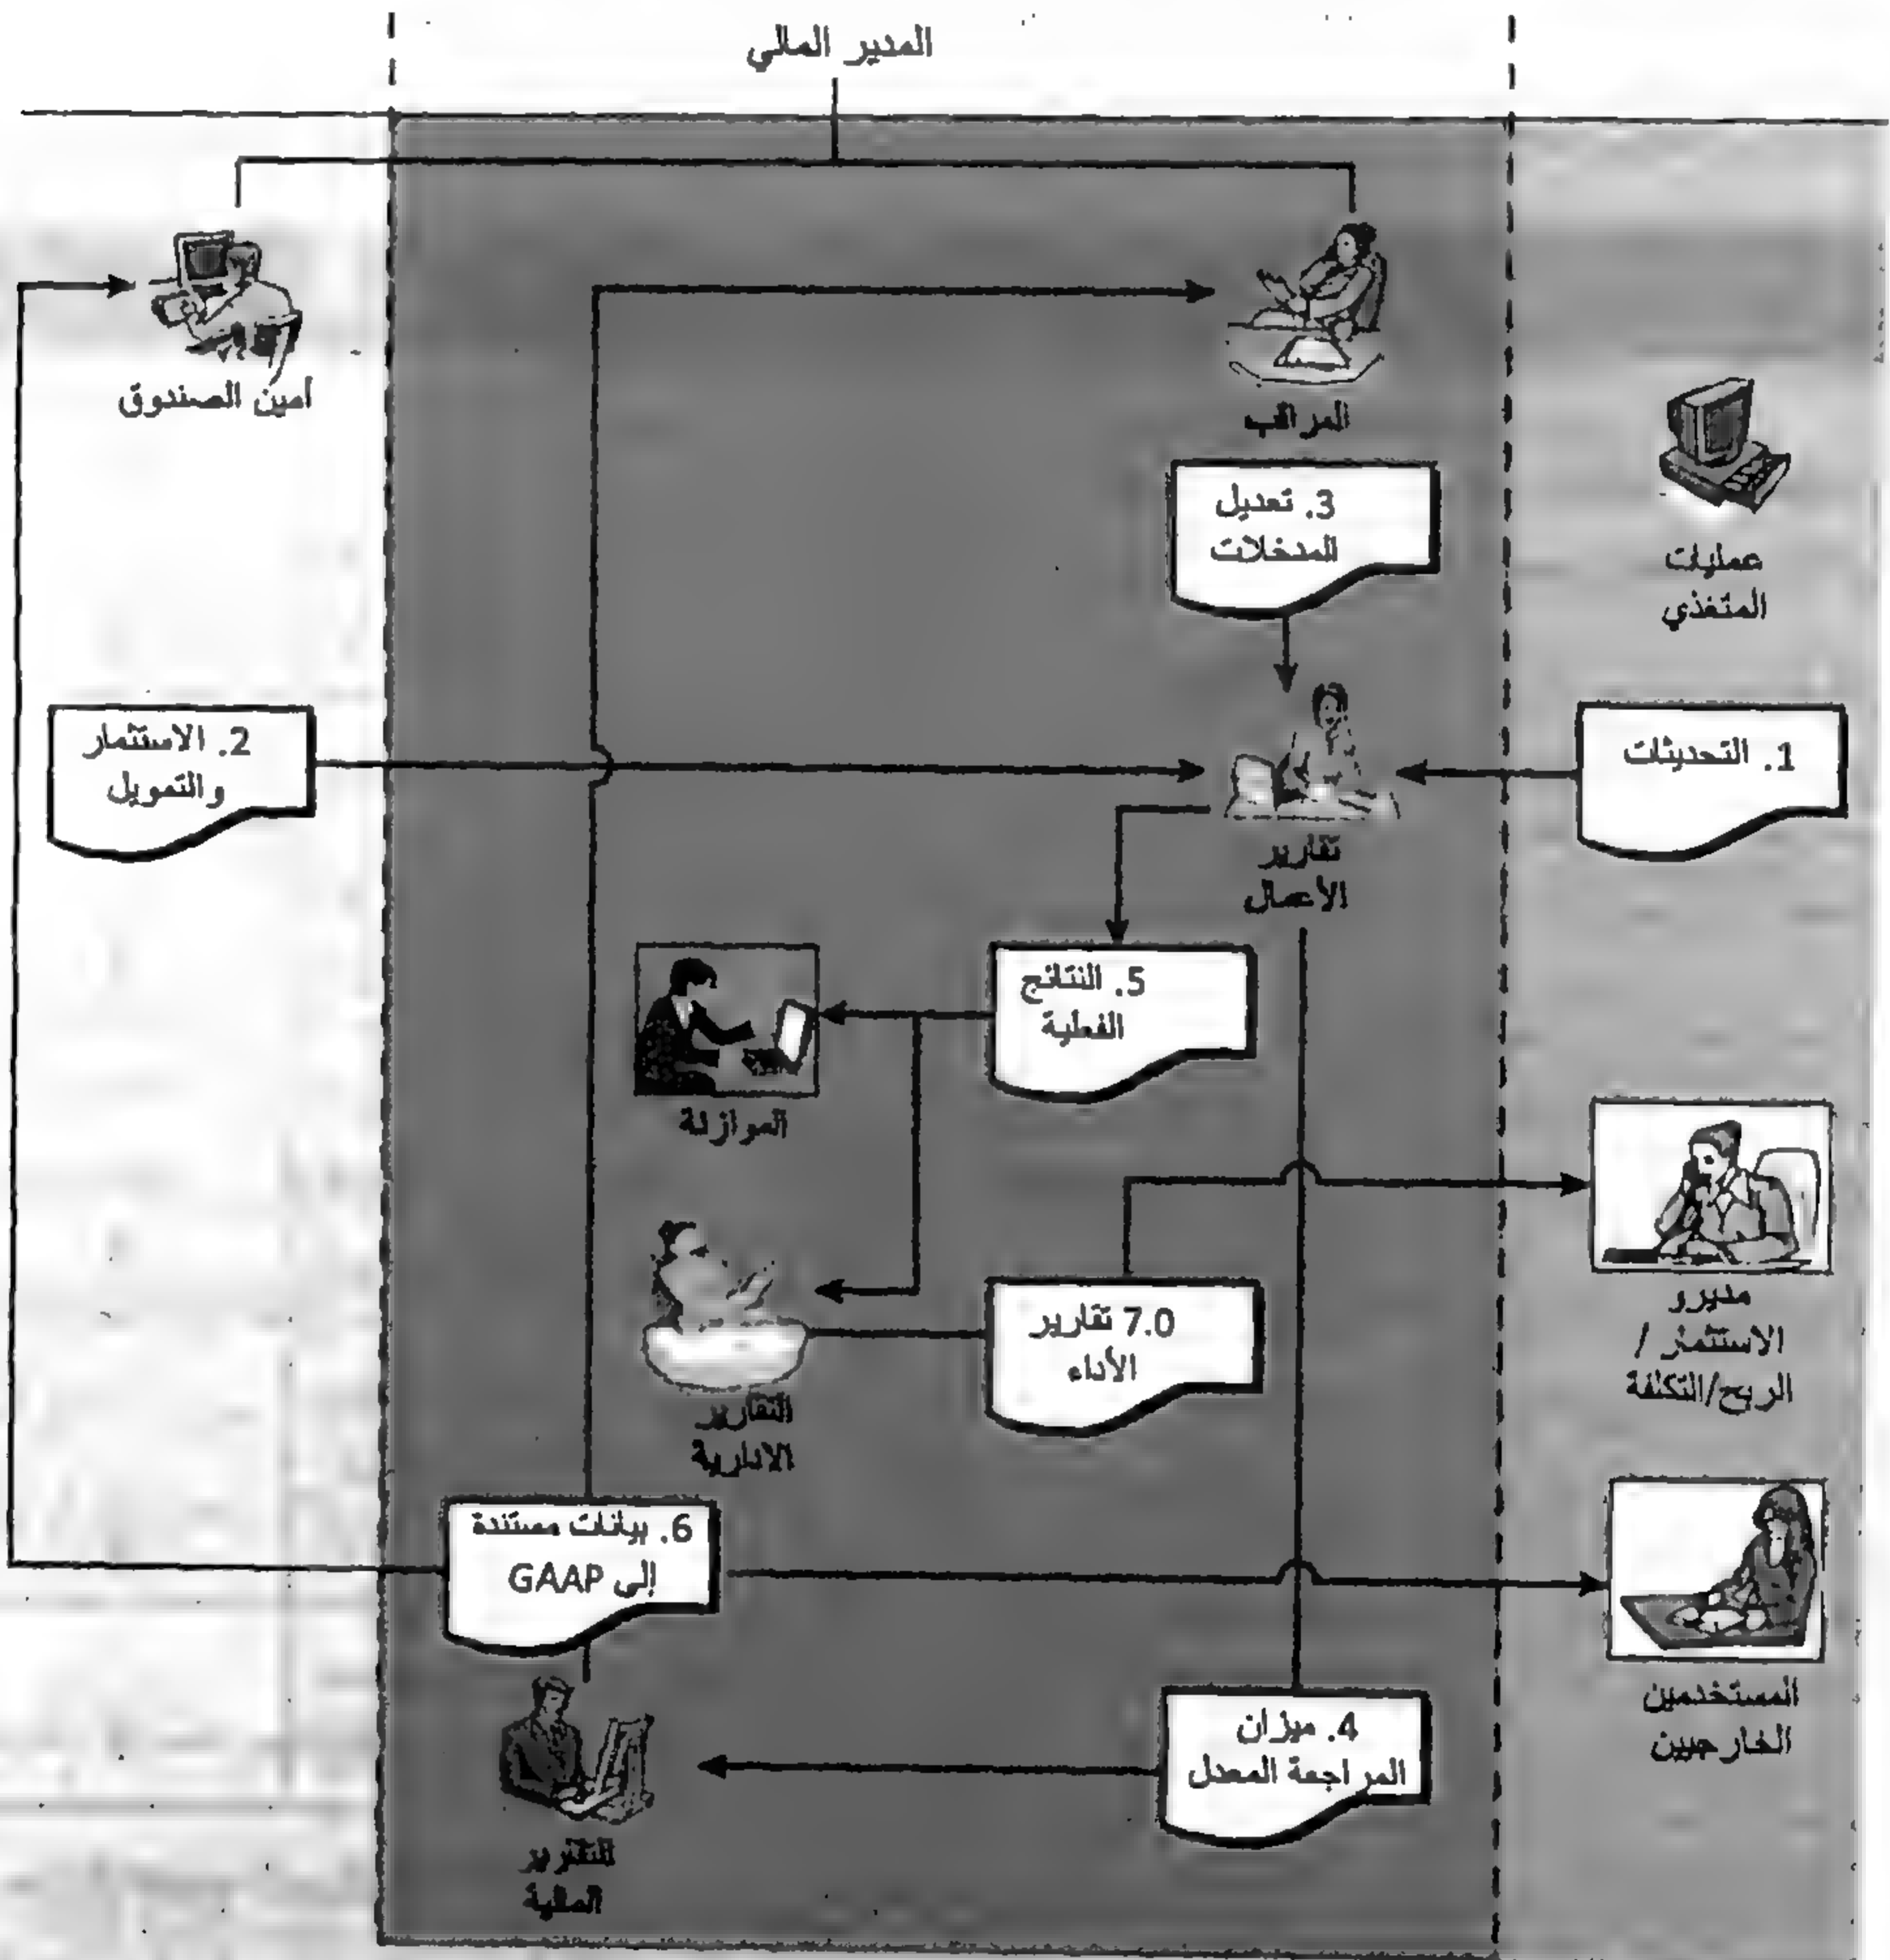 المدير المالي
أمين الصندوق
المراقب
3. تعديل
المدخلات
عمليات
المتغذي
2. الاستثمار
والتمويل
1. التحديثات
تقارير
الأعمال
5. النتائج
الفعلية
الموازنة
مديرو
الاستثمار /
الربح/التكلفة
7.0 تقارير
الأداء
التقارير
الادارية
6. بيانات مستندة
إلى GAAP
المستخدمين
الخارجيين
4. ميزان
المراجعة المعدل
التقارير
المالية